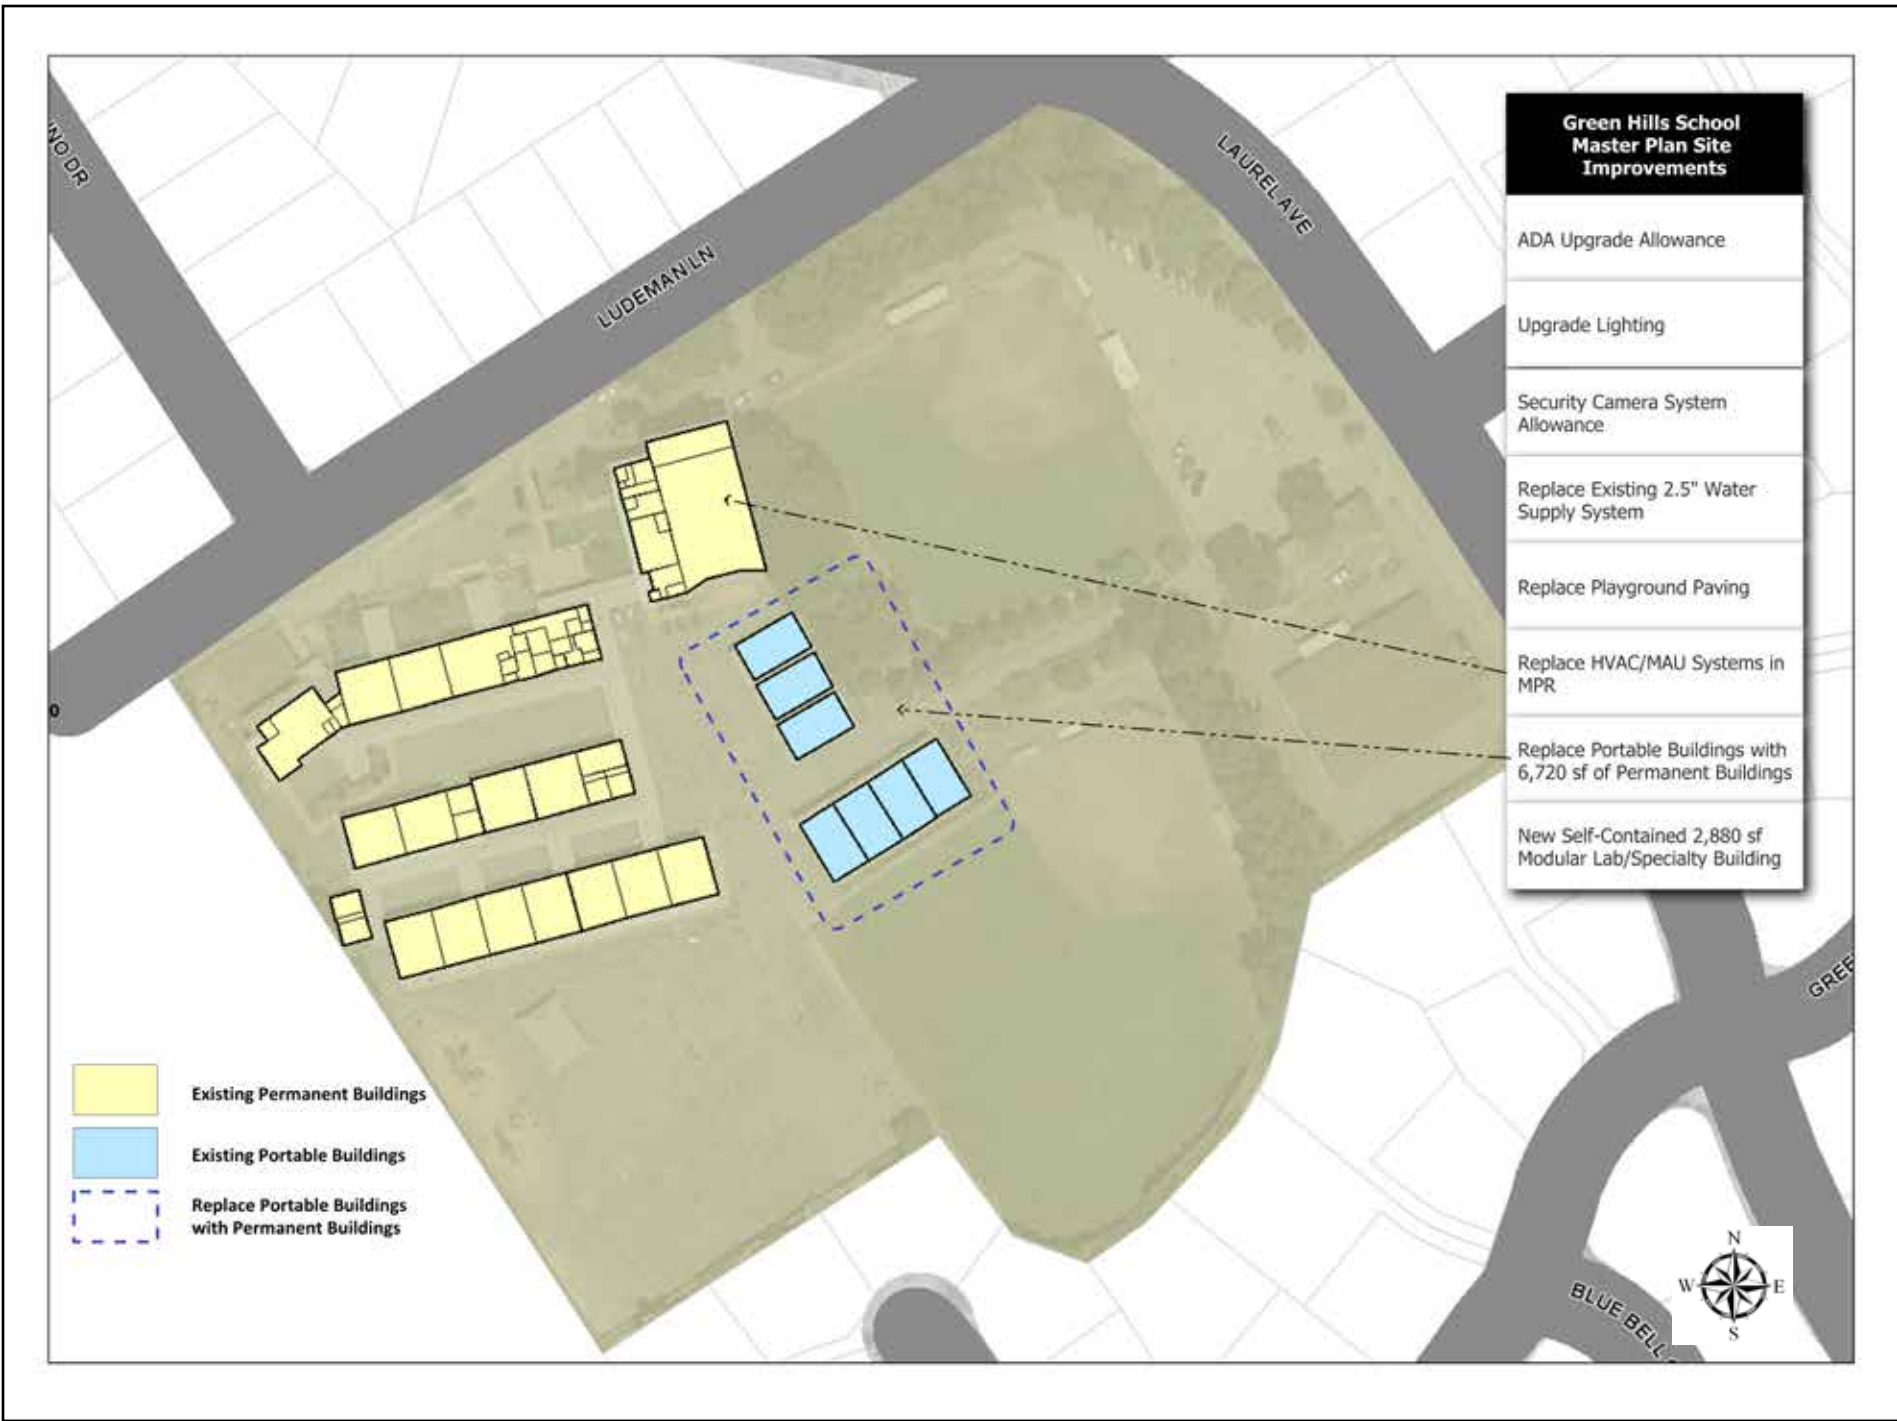 NO DR
LUDEMAN LN
LAUREL AVE
Green Hills School
Master Plan Site
Improvements
ADA Upgrade Allowance
Upgrade Lighting
Security Camera System
Allowance
Replace Existing 2.5" Water
Supply System
Replace Playground Paving
Replace HVAC/MAU Systems in
MPR
Replace Portable Buildings with
6,720 sf of Permanent Buildings
New Self-Contained 2,880 sf
Modular Lab/Specialty Building
0
GREE
Existing Permanent Buildings
Existing Portable Buildings
Replace Portable Buildings
with Permanent Buildings
BLUE BELL
N
W
E
S